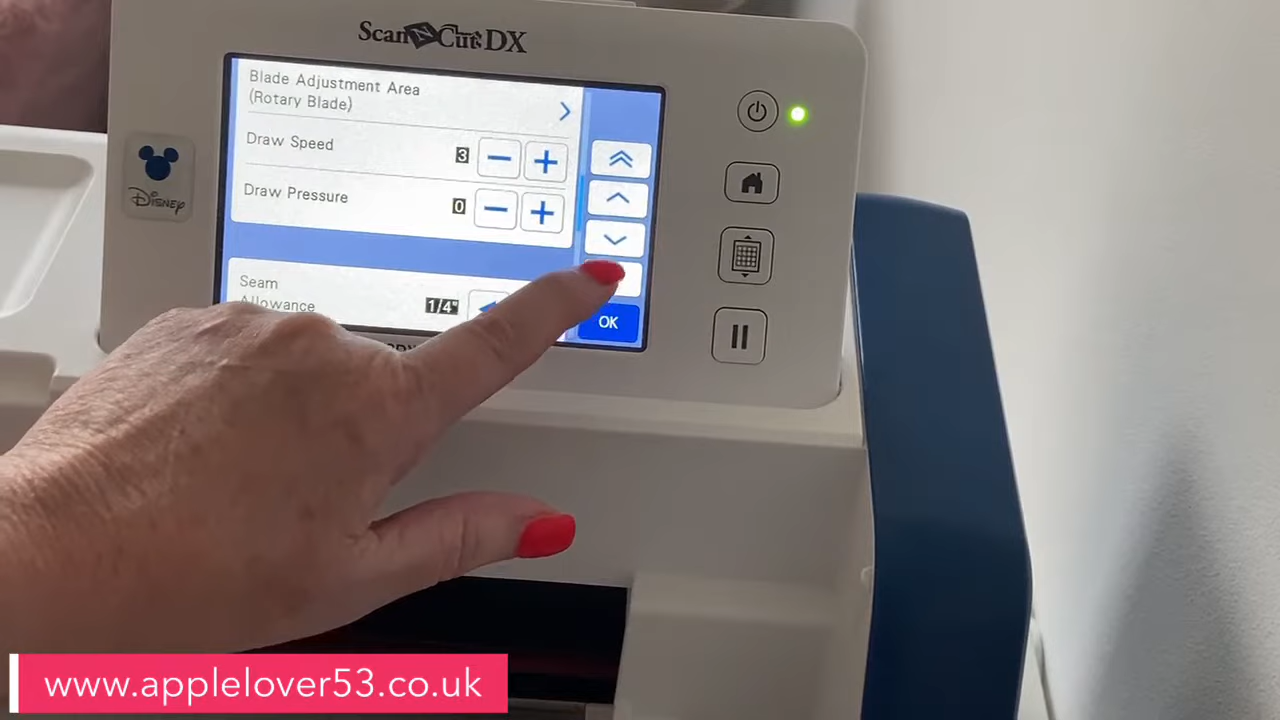 ScanNCut DX
Blade Adjustment Area
(Rotary Blade)
Draw Speed
3
Draw Pressure
0
Seam
Allowance
1/4"
OK
Disney
www.applelover53.co.uk